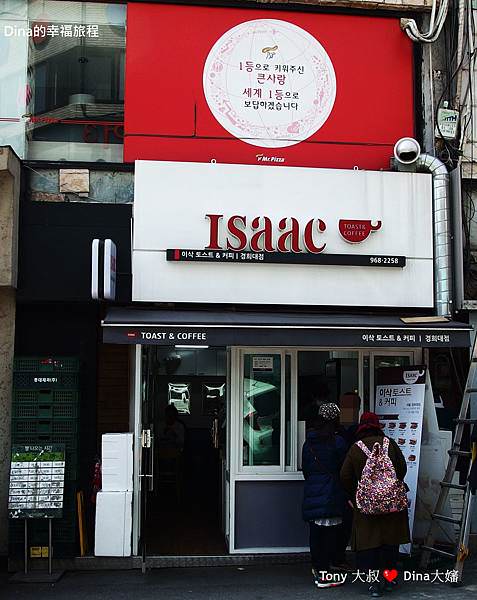 Dina的幸福旅程
1등으로 키워주신
큰사랑
세계 1등으로
보답하겠습니다
Mr. Pizza
ISaac
TOAST & COFFEE
이삭 토스트 & 커피 | 경희대점
968-2258
TOAST & COFFEE
이삭 토스트 & 커피 | 경희대점
이삭 토스트
& 커피
Tony 大叔❤Dina大嬸